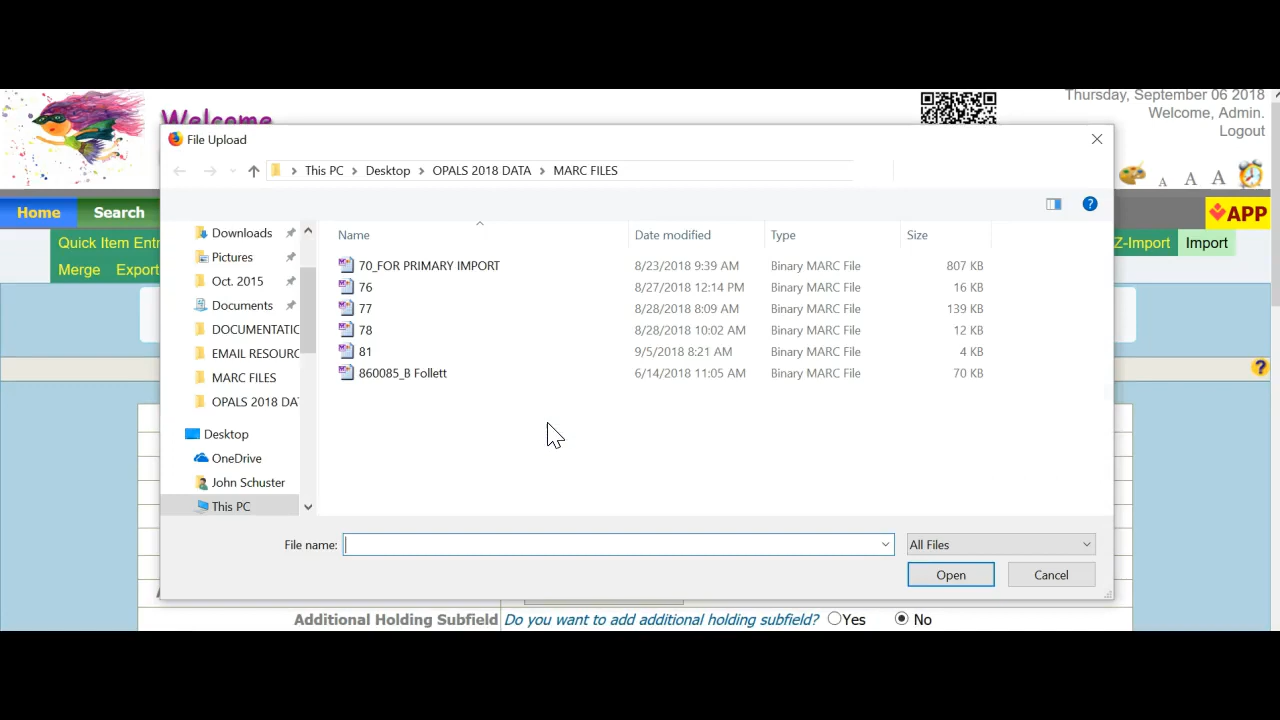 Thursday, September 06 2018
Welcome
Welcome, Admin.
Logout
File Upload
This PC > Desktop > OPALS 2018 DATA > MARC FILES
A A A
Home Search APP
Quick Item Entr Z-Import Import
Merge Export
?
Downloads
Pictures
Oct. 2015
Documents
DOCUMENTATIC
EMAIL RESOURC
MARC FILES
OPALS 2018 DA
Desktop
OneDrive
John Schuster
This PC
Name Date modified Type Size
70_FOR PRIMARY IMPORT 8/23/2018 9:39 AM Binary MARC File 807 KB
76 8/27/2018 12:14 PM Binary MARC File 16 KB
77 8/28/2018 8:09 AM Binary MARC File 139 KB
78 8/28/2018 10:02 AM Binary MARC File 12 KB
81 9/5/2018 8:21 AM Binary MARC File 4 KB
860085_B Follett 6/14/2018 11:05 AM Binary MARC File 70 KB
?
File name: All Files
Open Cancel
Additional Holding Subfield Do you want to add additional holding subfield? Yes No